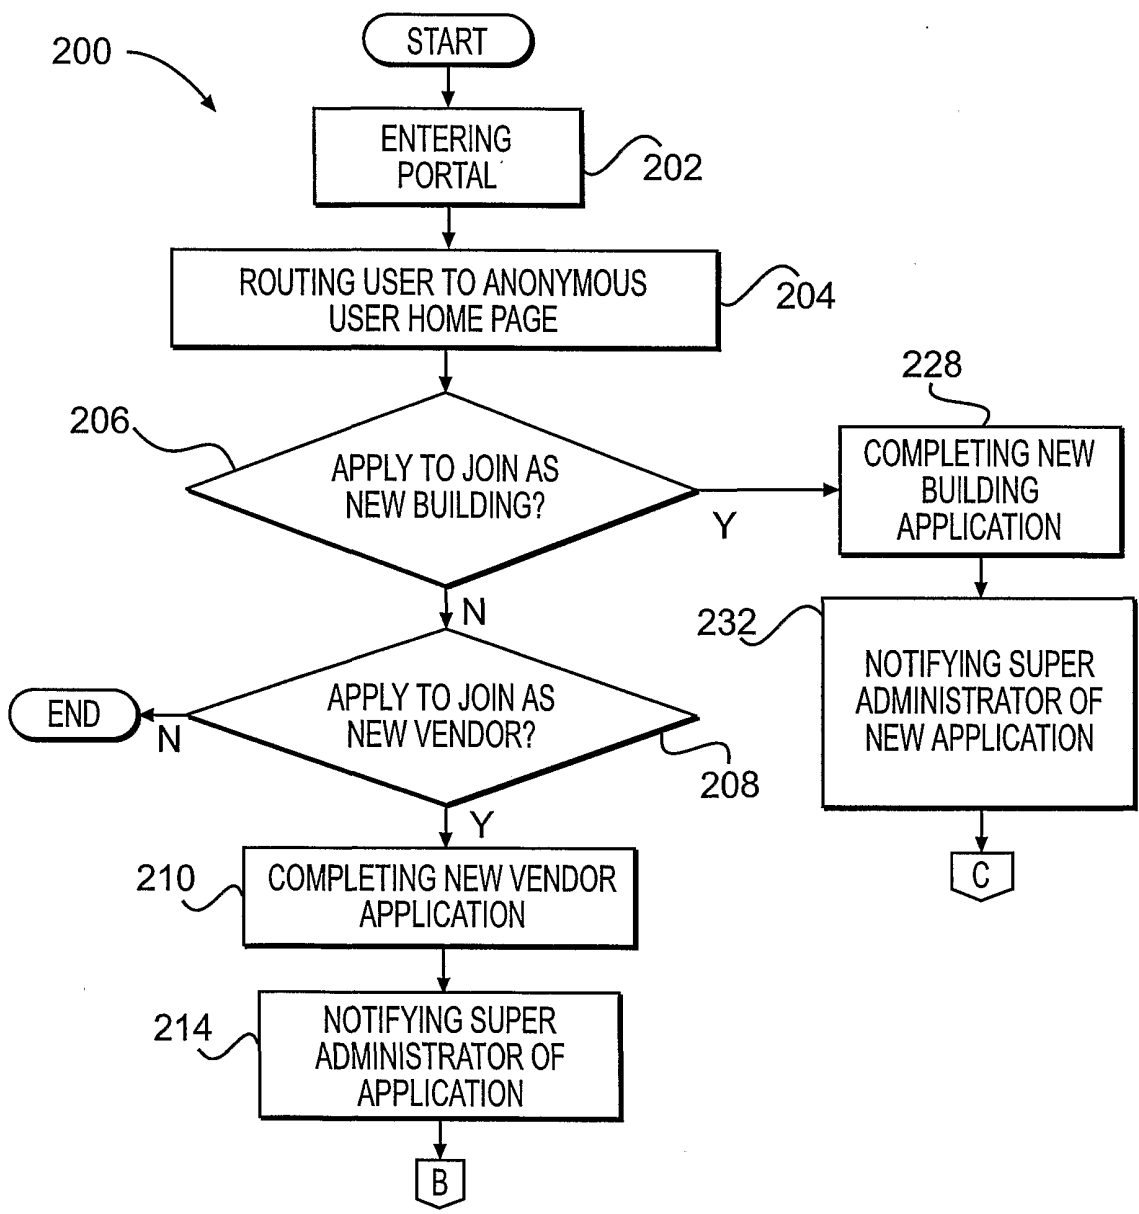 START
200
ENTERING
PORTAL
202
ROUTING USER TO ANONYMOUS
USER HOME PAGE
204
206
APPLY TO JOIN AS
NEW BUILDING?
Y
228
COMPLETING NEW
BUILDING
APPLICATION
N
232
NOTIFYING SUPER
ADMINISTRATOR OF
NEW APPLICATION
C
APPLY TO JOIN AS
NEW VENDOR?
208
N
END
Y
210
COMPLETING NEW VENDOR
APPLICATION
214
NOTIFYING SUPER
ADMINISTRATOR OF
APPLICATION
B